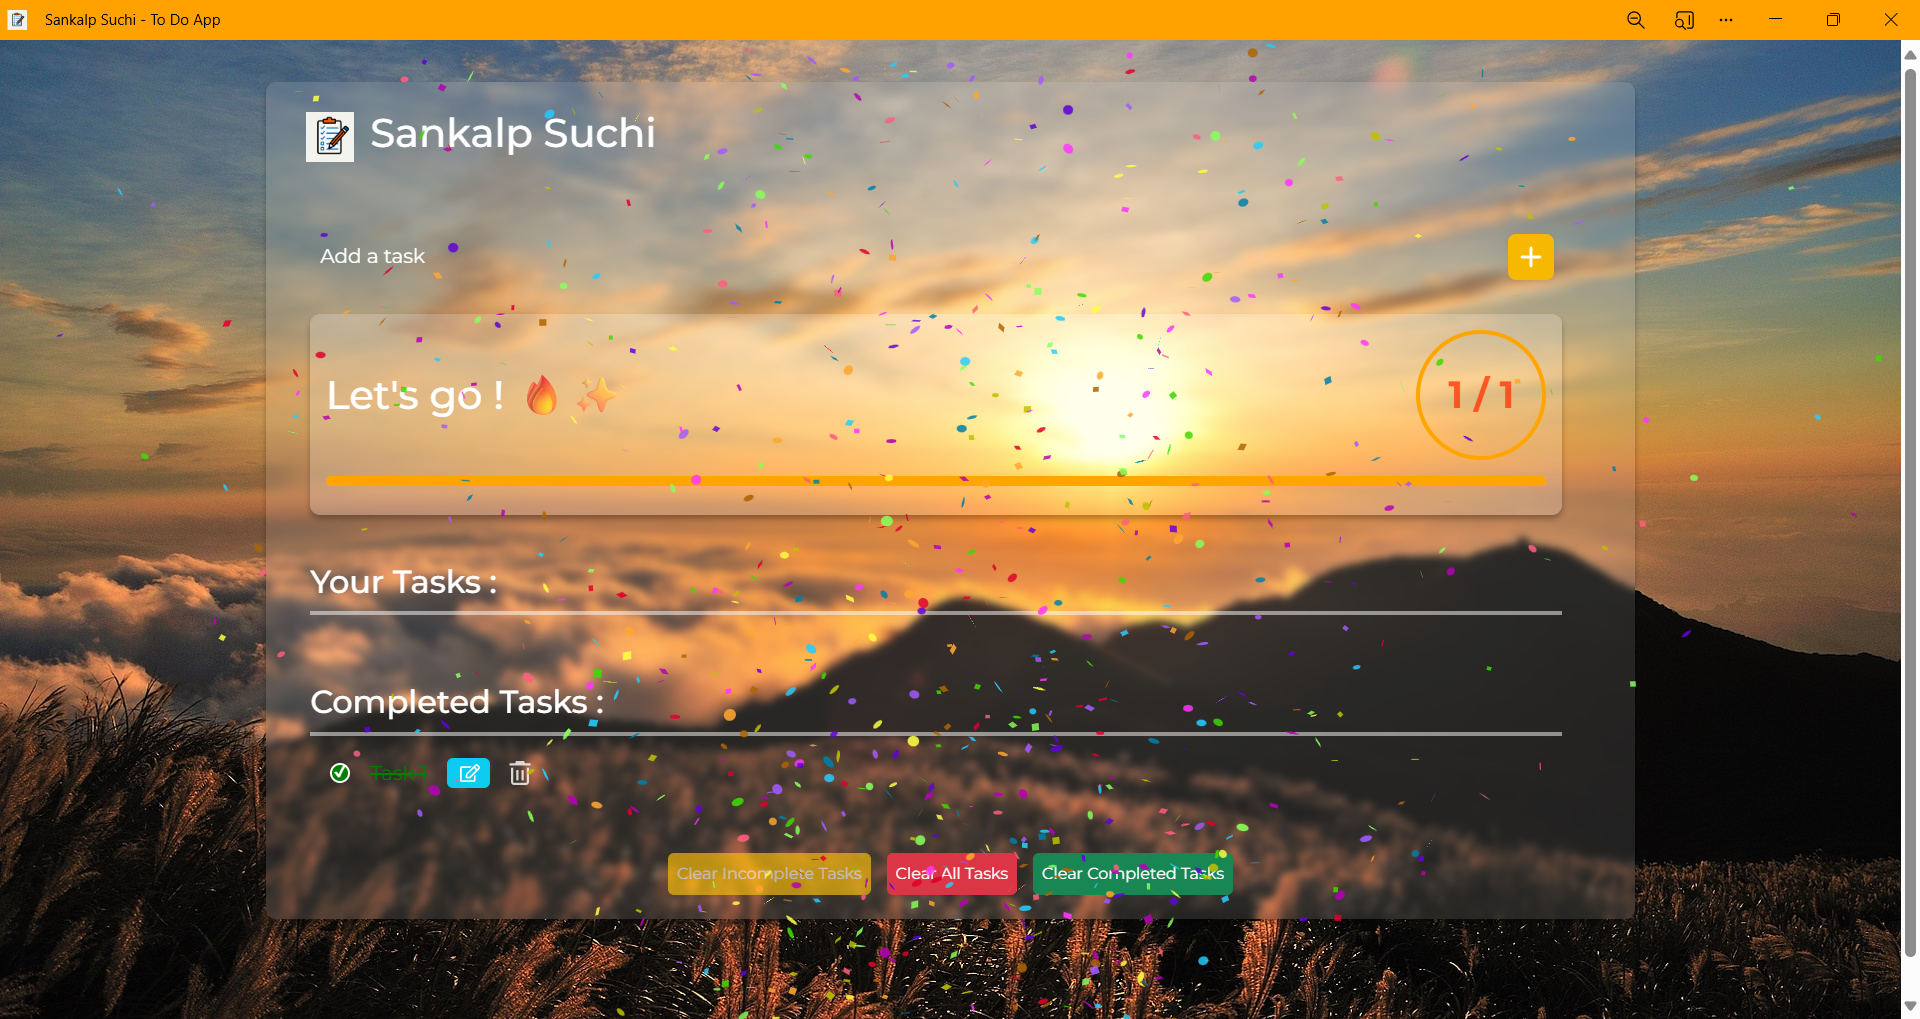 Sankalp Suchi - To Do App
Sankalp Suchi
Add a task
Let's go ! 🔥 ✨
1 / 1
Your Tasks :
Completed Tasks :
Task 1
Clear Incomplete Tasks
Clear All Tasks
Clear Completed Tasks